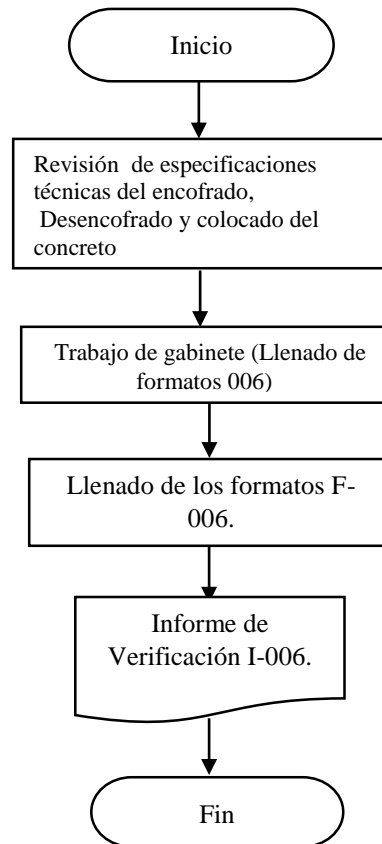 Inicio
Revisión de especificaciones
técnicas del encofrado,
Desencofrado y colocado del
concreto
Trabajo de gabinete (Llenado de
formatos 006)
Llenado de los formatos F-
006.
Informe de
Verificación I-006.
Fin